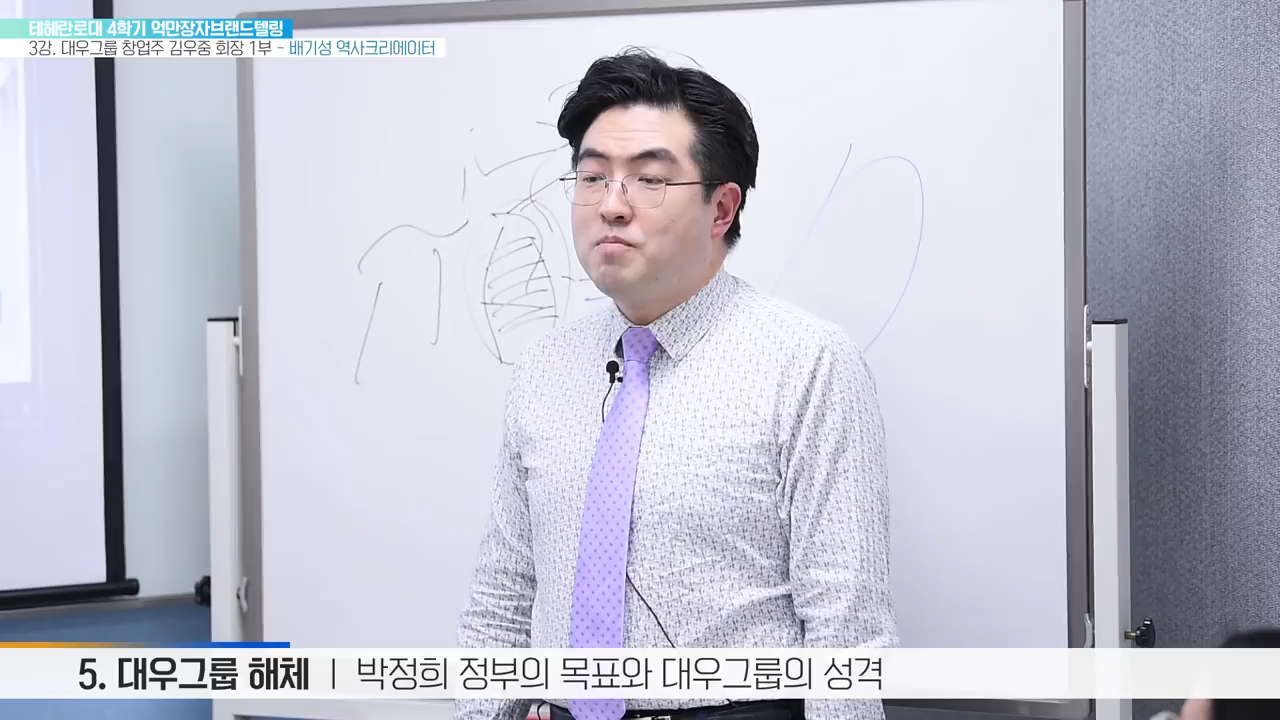 테헤란로대 4학기 억만장자브랜드텔링
3강. 대우그룹 창업주 김우중 회장 1부 - 배기성 역사크리에이터
5. 대우그룹 해체 | 박정희 정부의 목표와 대우그룹의 성격